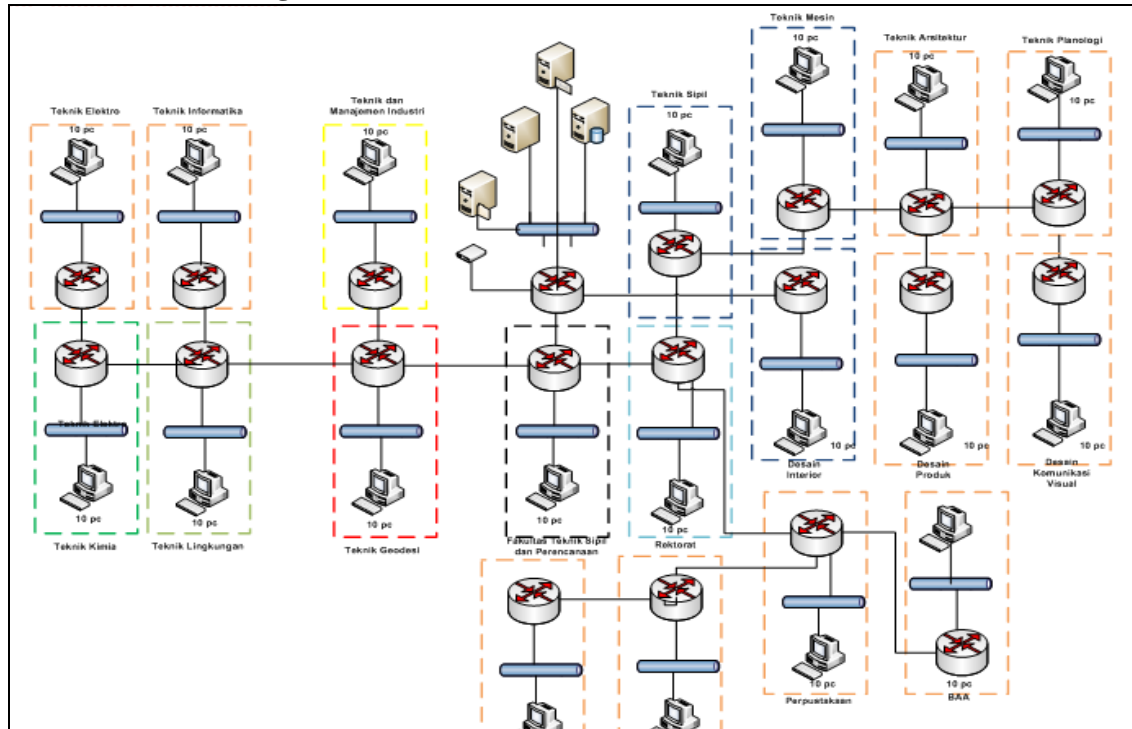 Teknik Mesin
10 pc
Teknik Arsitektur
10 pc
Teknik Planologi
10 pc
Teknik Elektro
10 pc
Teknik Informatika
10 pc
Teknik dan
Manajemen Industri
10 pc
Teknik Sipil
10 pc
Teknik Elektro
10 pc
Teknik Kimia
10 pc
Teknik Lingkungan
10 pc
Teknik Geodesi
10 pc
Fakultas Teknik Sipil
dan Perencanaan
10 pc
Rektorat
10 pc
Desain
Interior
10 pc
Desain
Produk
10 pc
Desain
Komunikasi
Visual
10 pc
Perpustakaan
10 pc
BAA